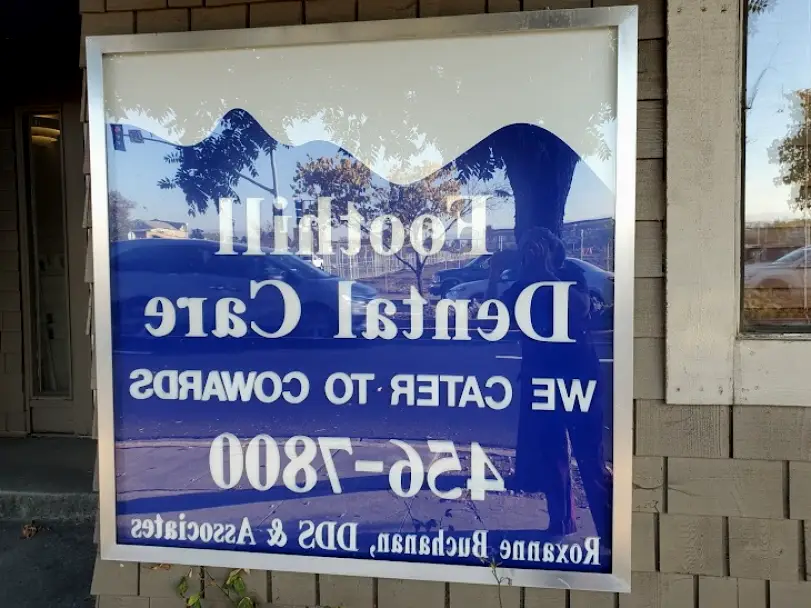 Foothill
Dental Care
WE CATER TO COWARDS
456-7800
Roxanne Buchanan, DDS & Associates